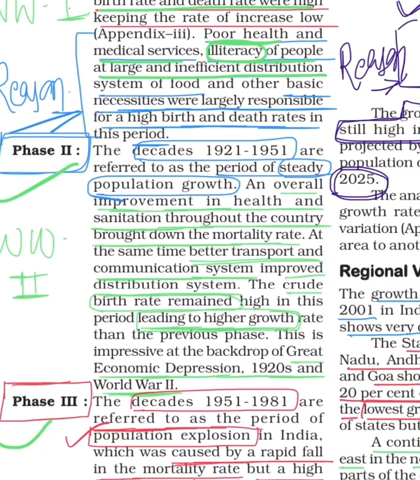 WW-I
birth rate and death rate were high
keeping the rate of increase low
(Appendix–iii). Poor health and
medical services, illiteracy of people
at large and inefficient distribution
system of food and other basic
necessities were largely responsible
for a high birth and death rates in
this period.
Reason
Phase II :
The decades 1921-1951 are
referred to as the period of steady
population growth. An overall
improvement in health and
sanitation throughout the country
brought down the mortality rate. At
the same time better transport and
communication system improved
distribution system. The crude
birth rate remained high in this
period leading to higher growth rate
than the previous phase. This is
impressive at the backdrop of Great
Economic Depression, 1920s and
World War II.
WW-
II
Phase III :
The decades 1951-1981 are
referred to as the period of
population explosion in India,
which was caused by a rapid fall
in the mortality rate but a high
Reason
The gro
still high i
projected by
population o
2025.
The ana
growth rate
variation (Ap
area to anot
Regional V
The growth
2001 in Ind
shows very d
The Sta
Nadu, Andh
and Goa sho
20 per cent
the lowest gr
of states but
A conti
east in the n
parts of the